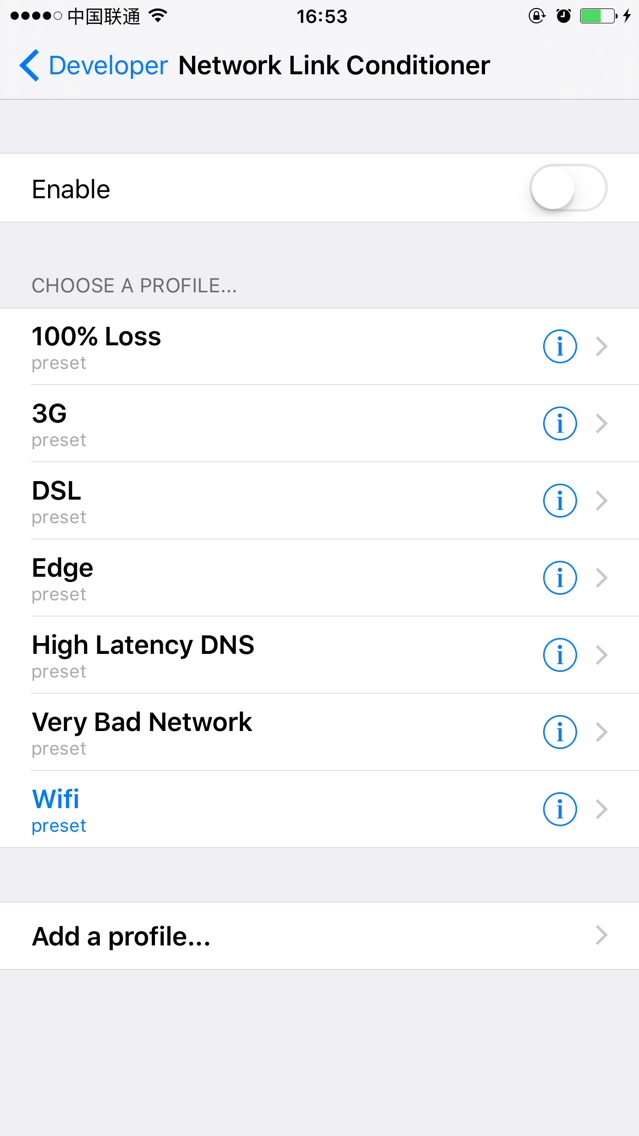 中国联通 16:53
Developer Network Link Conditioner
Enable
CHOOSE A PROFILE...
100% Loss
preset
3G
preset
DSL
preset
Edge
preset
High Latency DNS
preset
Very Bad Network
preset
Wifi
preset
Add a profile...